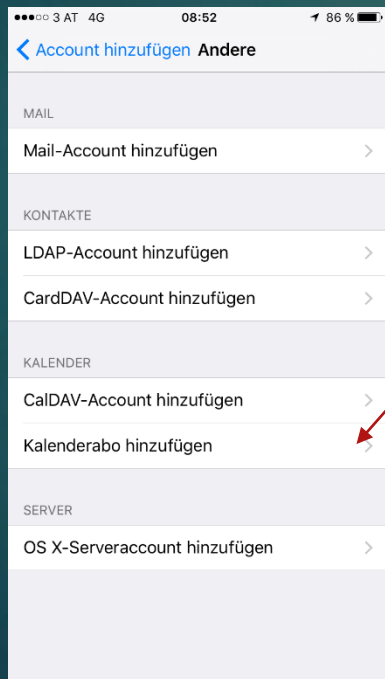 3 AT 4G 08:52 86 %
Account hinzufügen Andere
MAIL
Mail-Account hinzufügen
KONTAKTE
LDAP-Account hinzufügen
CardDAV-Account hinzufügen
KALENDER
CalDAV-Account hinzufügen
Kalenderabo hinzufügen
SERVER
OS X-Serveraccount hinzufügen